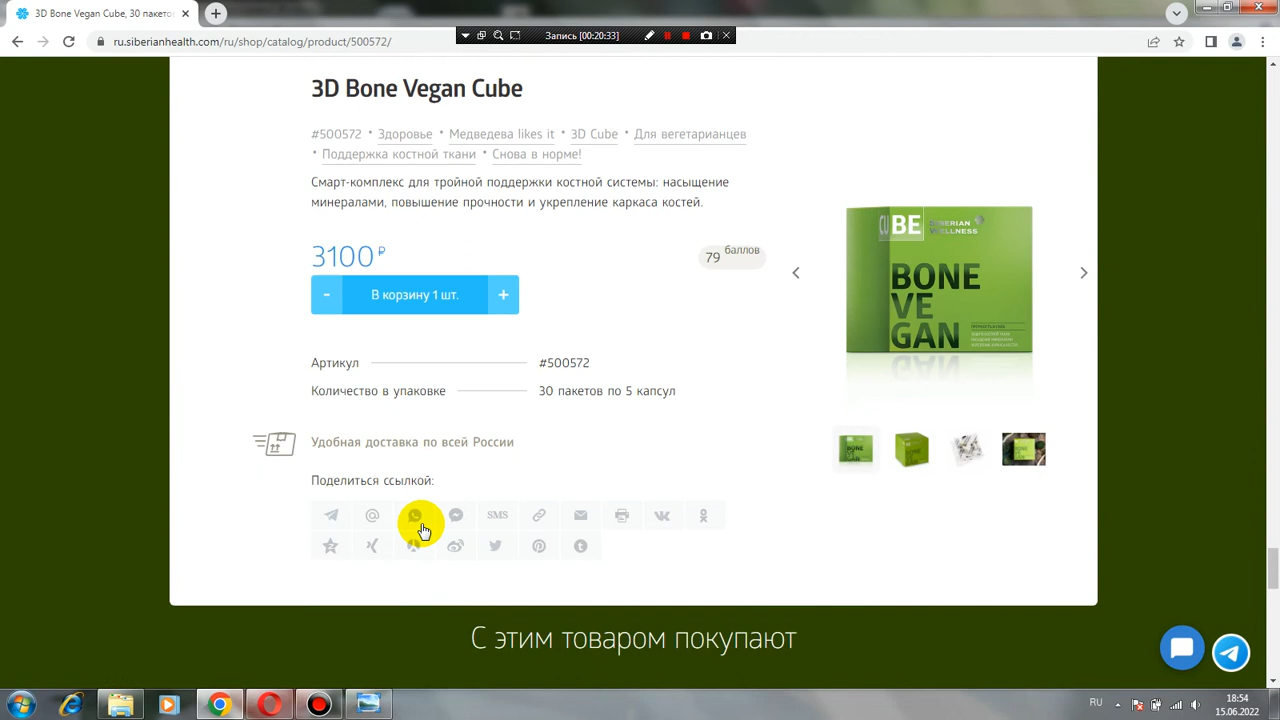 3D Bone Vegan Cube, 30 пакетов
ru.siberianhealth.com/ru/shop/catalog/product/500572/
Запись [00:20:33]
3D Bone Vegan Cube
#500572 • Здоровье • Медведева likes it • 3D Cube • Для вегетарианцев
• Поддержка костной ткани • Снова в норме!
Смарт-комплекс для тройной поддержки костной системы: насыщение
минералами, повышение прочности и укрепление каркаса костей.
3100 ₽
79 баллов
- В корзину 1 шт. +
Артикул #500572
Количество в упаковке 30 пакетов по 5 капсул
Удобная доставка по всей России
Поделиться ссылкой:
SMS
CUBE
SIBERIAN
WELLNESS
BONE
VE
GAN
BONE
С этим товаром покупают
RU
18:54
15.06.2022